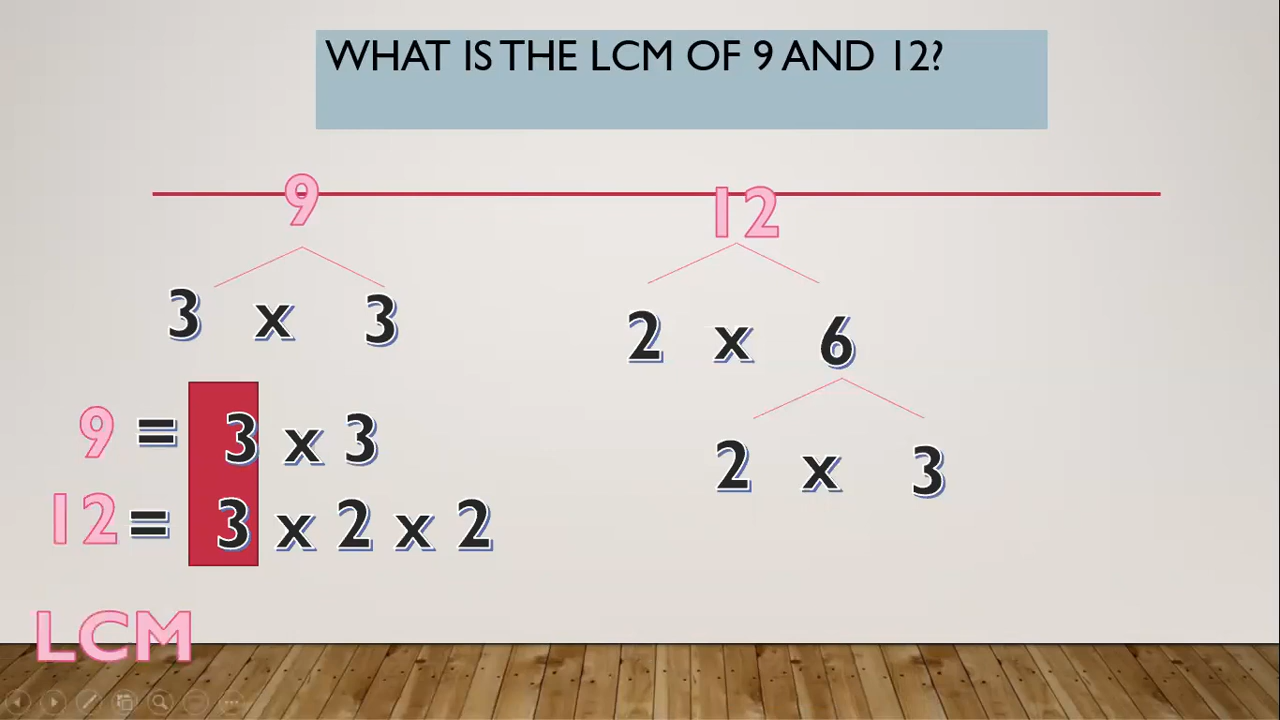 WHAT IS THE LCM OF 9 AND 12?
9
12
3 x 3
2 x 6
9 = 3 x 3
2 x 3
12 = 3 x 2 x 2
LCM